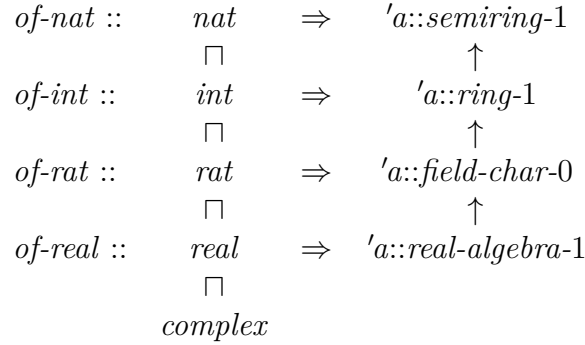 of-nat :: nat ⇒ 'a::semiring-1
⊓ ↑
of-int :: int ⇒ 'a::ring-1
⊓ ↑
of-rat :: rat ⇒ 'a::field-char-0
⊓ ↑
of-real :: real ⇒ 'a::real-algebra-1
⊓
complex